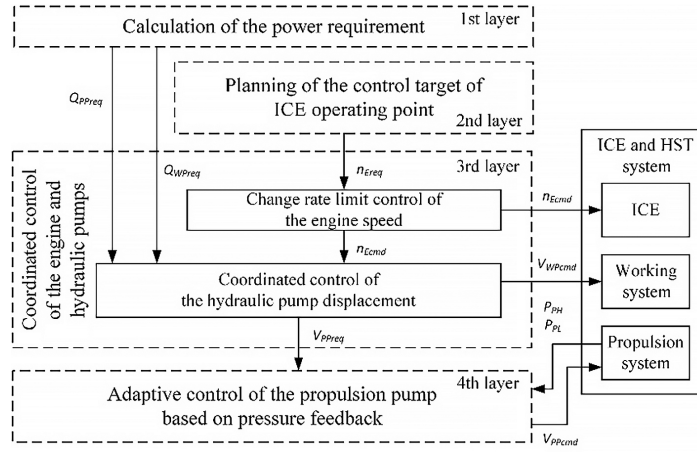 Calculation of the power requirement
1st layer
Q_PPreq
Planning of the control target of
ICE operating point
2nd layer
Q_WPreq
n_Ereq
3rd layer
Coordinated control
of the engine and
hydraulic pumps
Change rate limit control of
the engine speed
n_Ecmd
n_Ecmd
Coordinated control of
the hydraulic pump displacement
V_WPcmd
V_PPreq
ICE and HST
system
ICE
Working
system
P_PH
P_PL
Propulsion
system
4th layer
Adaptive control of the propulsion pump
based on pressure feedback
V_PPcmd